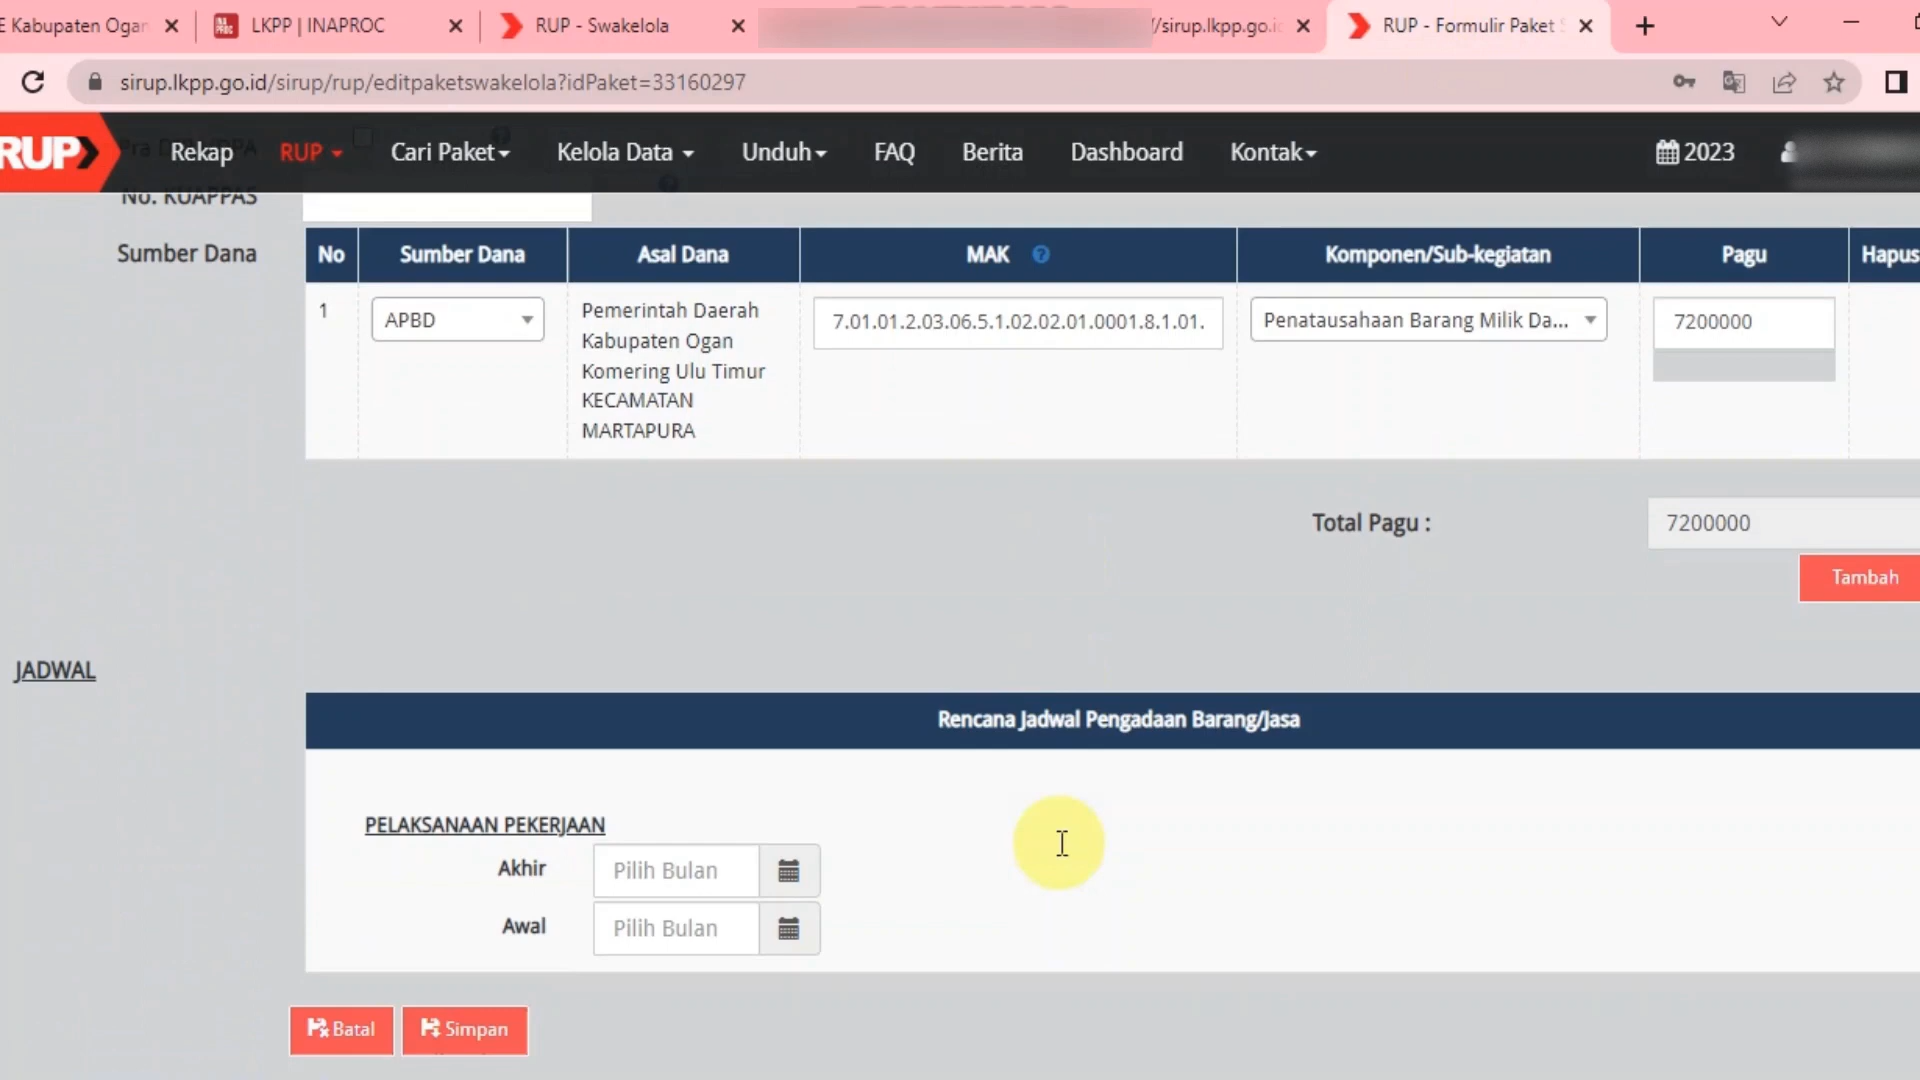 E Kabupaten Ogan
LKPP | INAPROC
RUP - Swakelola
/sirup.lkpp.go.id
RUP - Formulir Paket S
sirup.lkpp.go.id/sirup/rup/editpaketswakelola?idPaket=33160297
RUP
Rekap
RUP
Cari Paket
Kelola Data
Unduh
FAQ
Berita
Dashboard
Kontak
2023
No. KUAPPAS
Sumber Dana
No
Sumber Dana
Asal Dana
MAK
Komponen/Sub-kegiatan
Pagu
Hapus
1
APBD
Pemerintah Daerah
Kabupaten Ogan
Komering Ulu Timur
KECAMATAN
MARTAPURA
7.01.01.2.03.06.5.1.02.02.01.0001.8.1.01.
Penatausahaan Barang Milik Da...
7200000
Total Pagu :
7200000
Tambah
JADWAL
Rencana Jadwal Pengadaan Barang/Jasa
PELAKSANAAN PEKERJAAN
Akhir
Pilih Bulan
Awal
Pilih Bulan
Batal
Simpan